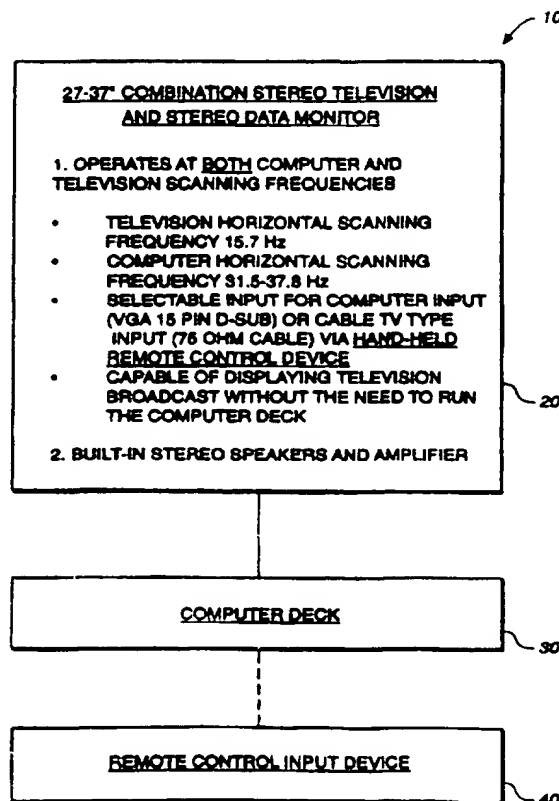 10
27-37" COMBINATION STEREO TELEVISION
AND STEREO DATA MONITOR
1. OPERATES AT BOTH COMPUTER AND
TELEVISION SCANNING FREQUENCIES
• TELEVISION HORIZONTAL SCANNING
FREQUENCY 15.7 Hz
• COMPUTER HORIZONTAL SCANNING
FREQUENCY 31.5-37.8 Hz
• SELECTABLE INPUT FOR COMPUTER INPUT
(VGA 15 PIN D-SUB) OR CABLE TV TYPE
INPUT (75 OHM CABLE) VIA HAND-HELD
REMOTE CONTROL DEVICE
• CAPABLE OF DISPLAYING TELEVISION
BROADCAST WITHOUT THE NEED TO RUN
THE COMPUTER DECK
20
2. BUILT-IN STEREO SPEAKERS AND AMPLIFIER
COMPUTER DECK
30
REMOTE CONTROL INPUT DEVICE
40